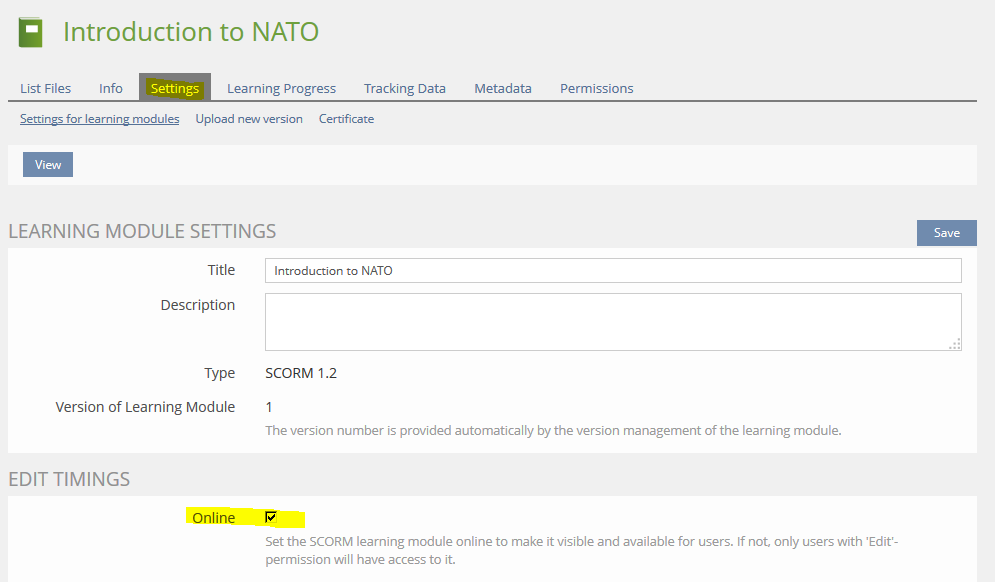 Introduction to NATO
List Files Info Settings Learning Progress Tracking Data Metadata Permissions
Settings for learning modules Upload new version Certificate
View
LEARNING MODULE SETTINGS
Save
Title Introduction to NATO
Description
Type SCORM 1.2
Version of Learning Module 1
The version number is provided automatically by the version management of the learning module.
EDIT TIMINGS
Online
Set the SCORM learning module online to make it visible and available for users. If not, only users with 'Edit'-
permission will have access to it.